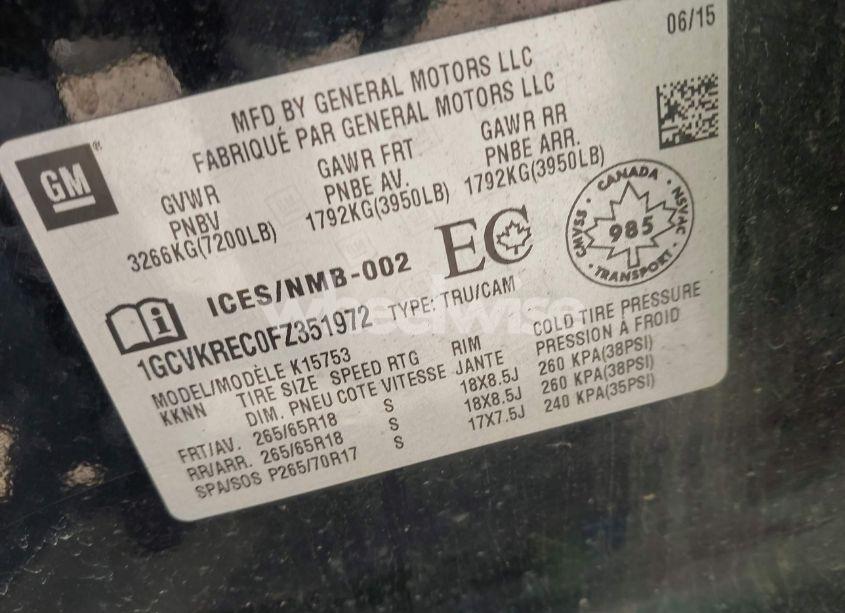 06/15
MFD BY GENERAL MOTORS LLC
FABRIQUÉ PAR GENERAL MOTORS LLC
GM®
GVWR GAWR FRT GAWR RR
PNBV PNBE AV. PNBE ARR.
3266KG(7200LB) 1792KG(3950LB) 1792KG(3950LB)
ICES/NMB-002 EC
CANADA
985
TRANSPORT
NSVAC
SSANC
1GCVKREC0FZ351972 TYPE: TRU/CAM
wheelwise
MODEL/MODÈLE K15753
KKNN TIRE SIZE SPEED RTG RIM COLD TIRE PRESSURE
DIM. PNEU COTE VITESSE JANTE PRESSION À FROID
FRT/AV. 265/65R18 S 18X8.5J 260 KPA(38PSI)
RR/ARR. 265/65R18 S 18X8.5J 260 KPA(38PSI)
SPA/SOS P265/70R17 S 17X7.5J 240 KPA(35PSI)